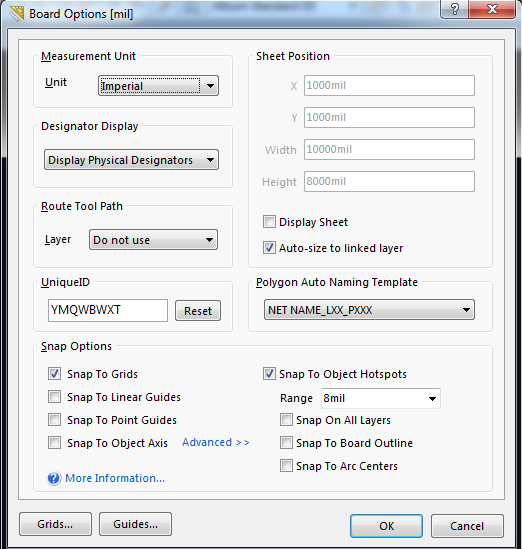 Board Options [mil]
Measurement Unit
Unit
Imperial
Designator Display
Display Physical Designators
Route Tool Path
Layer
Do not use
UniqueID
YMQWBWXT
Reset
Sheet Position
X
1000mil
Y
1000mil
Width
10000mil
Height
8000mil
Display Sheet
Auto-size to linked layer
Polygon Auto Naming Template
NET NAME_LXX_PXXX
Snap Options
Snap To Grids
Snap To Linear Guides
Snap To Point Guides
Snap To Object Axis
Advanced >>
More Information...
Snap To Object Hotspots
Range
8mil
Snap On All Layers
Snap To Board Outline
Snap To Arc Centers
Grids...
Guides...
OK
Cancel